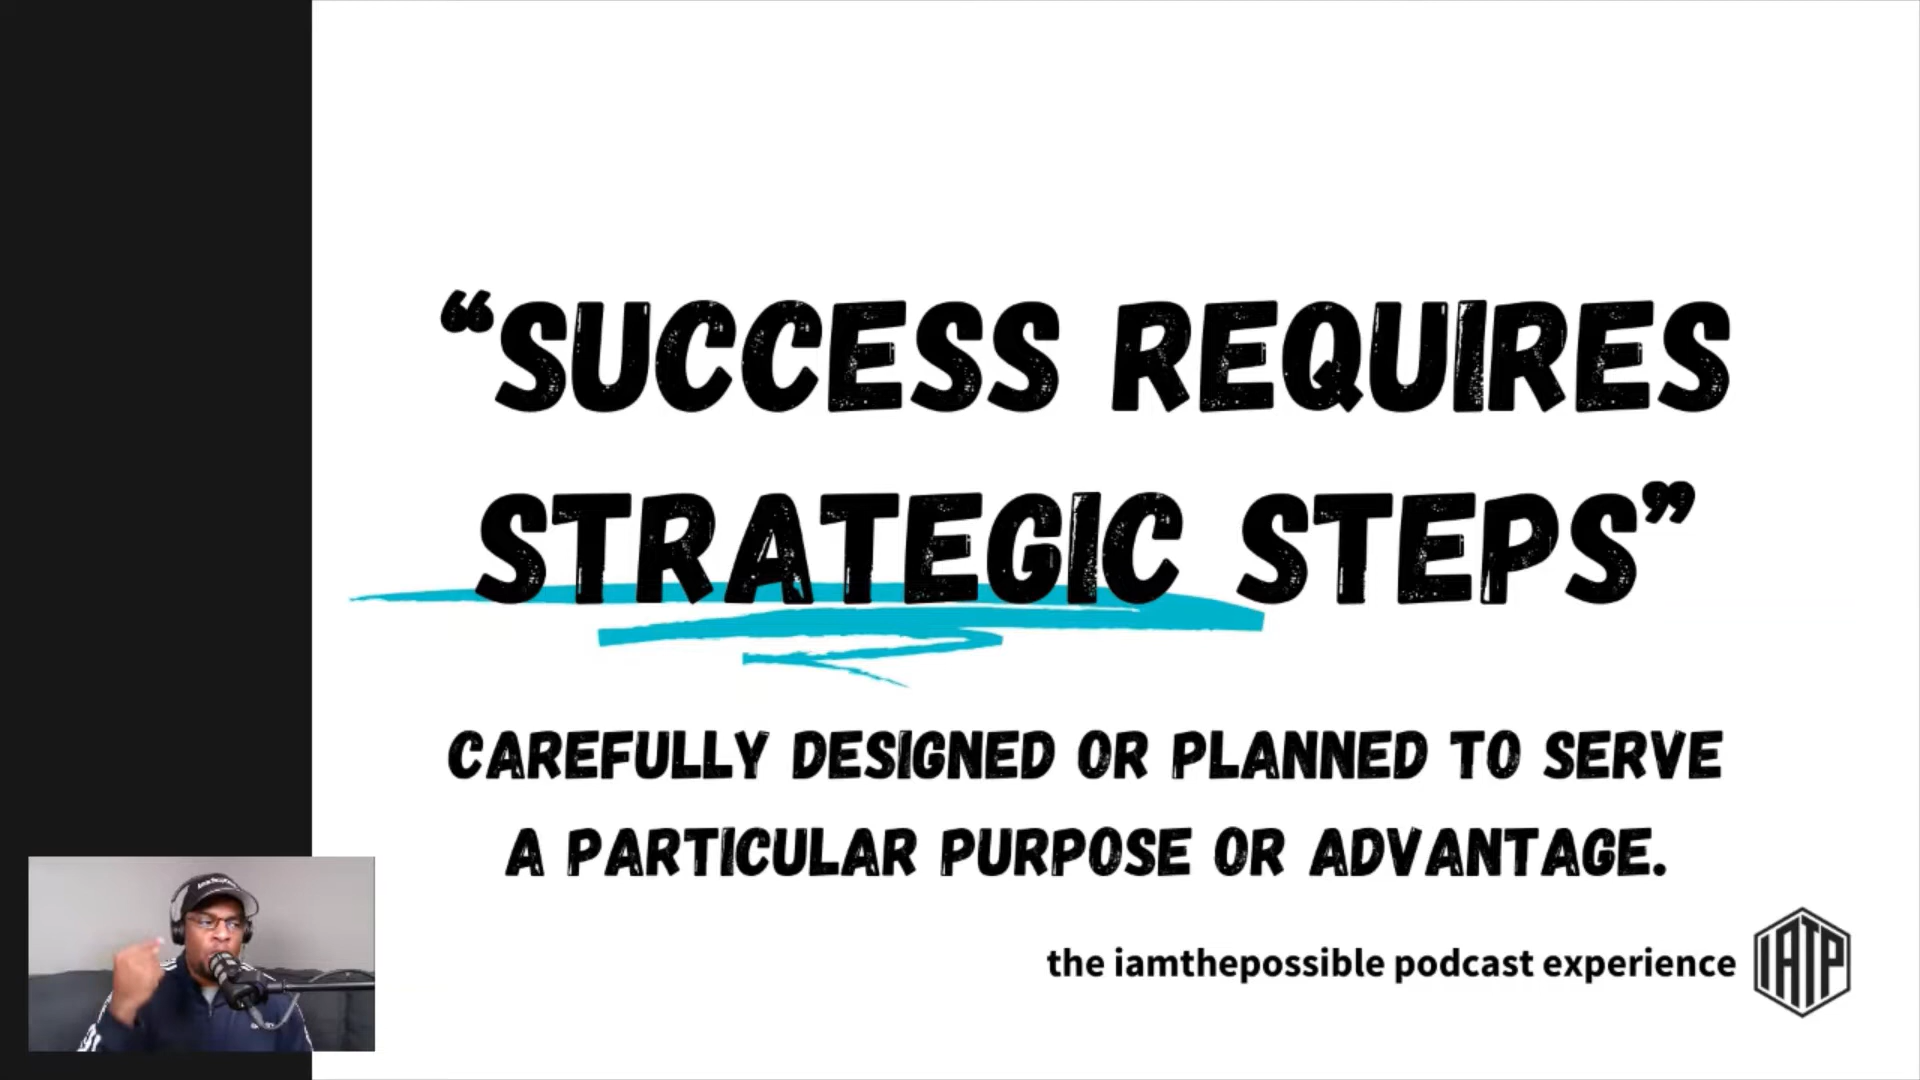 “SUCCESS REQUIRES
STRATEGIC STEPS”
CAREFULLY DESIGNED OR PLANNED TO SERVE
A PARTICULAR PURPOSE OR ADVANTAGE.
the iamthepossible podcast experience
IATP